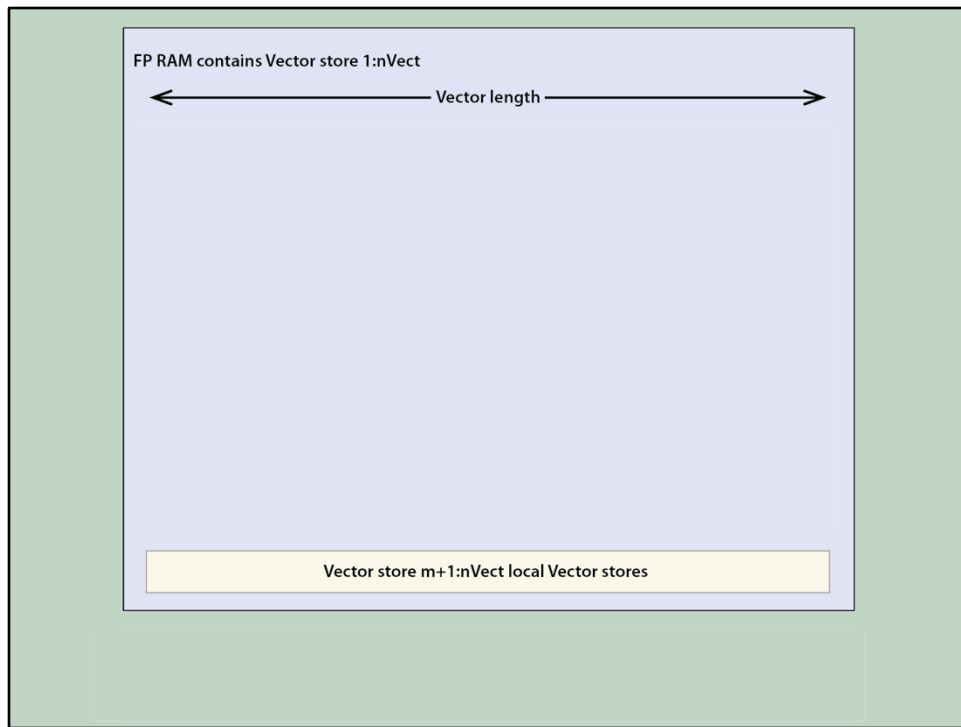 FP RAM contains Vector store 1:nVect
Vector length
Vector store m+1:nVect local Vector stores